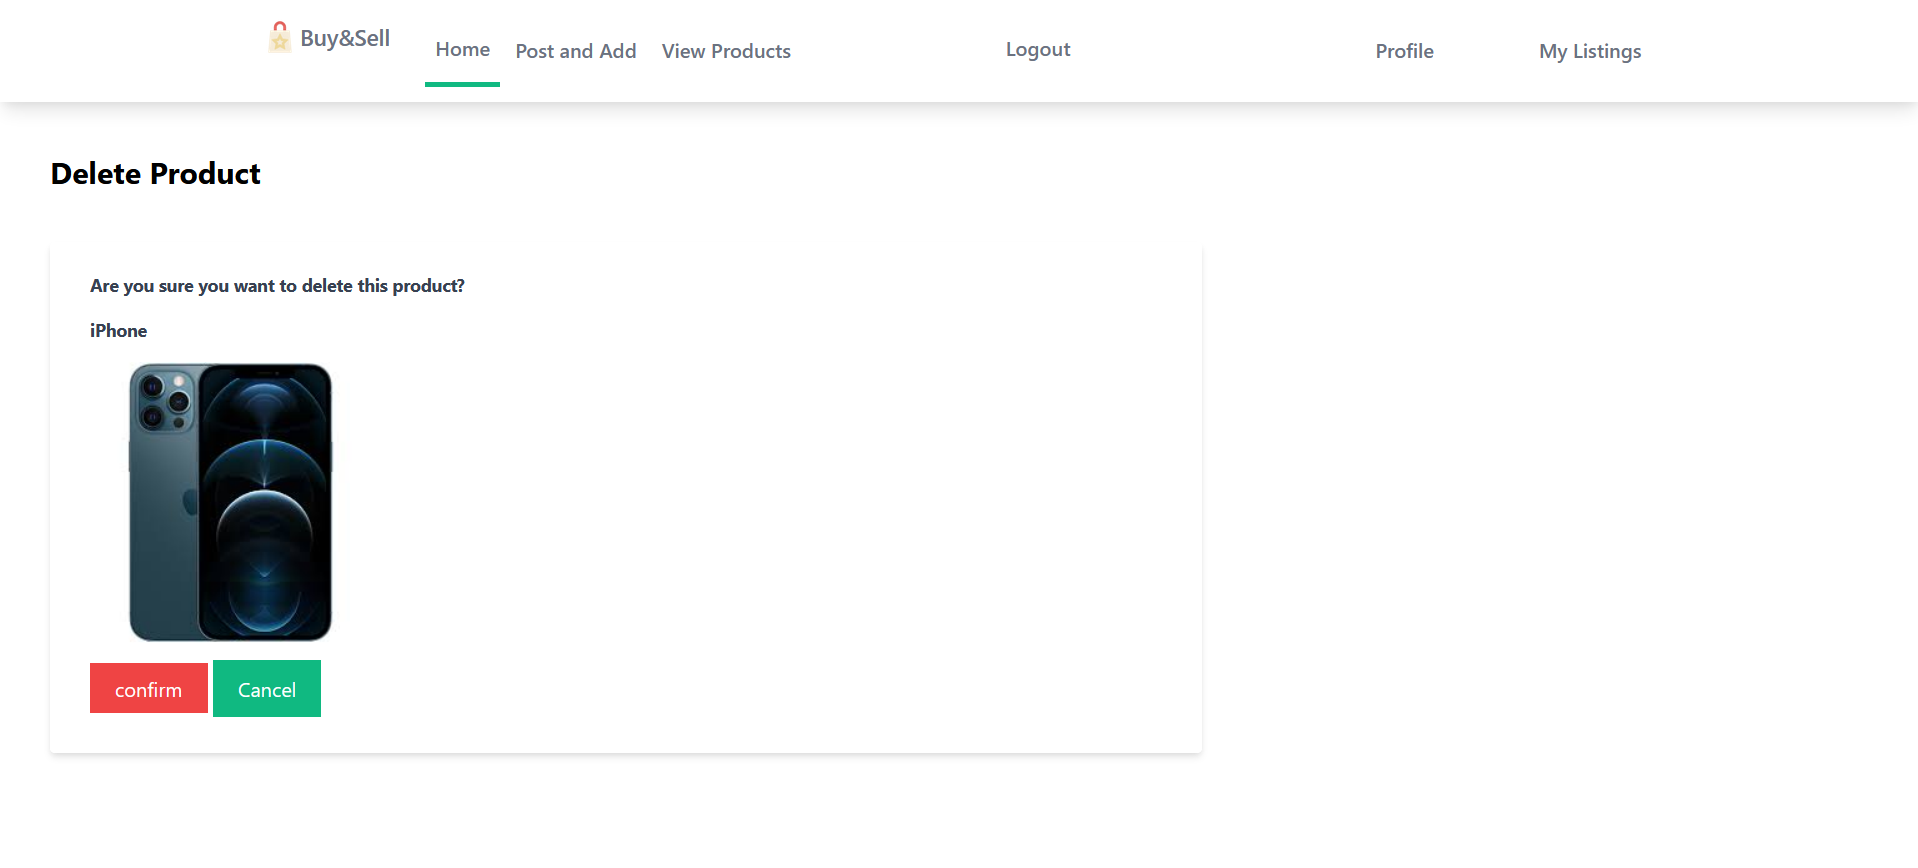 Buy&Sell
Home
Post and Add
View Products
Logout
Profile
My Listings
Delete Product
Are you sure you want to delete this product?
iPhone
confirm
Cancel